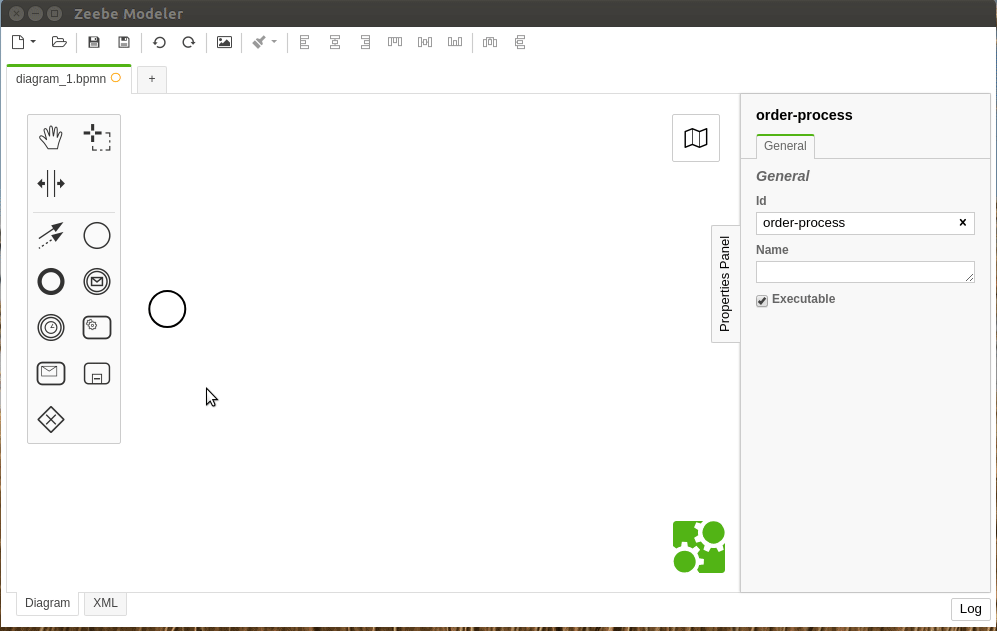 Zeebe Modeler
diagram_1.bpmn
+
order-process
General
General
Id
order-process
Name
Executable
Properties Panel
Diagram
XML
Log